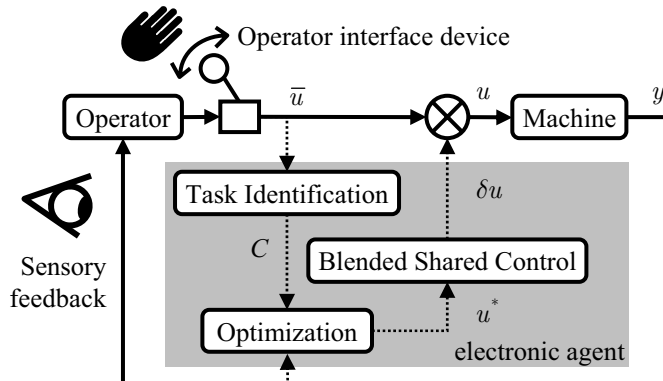 Operator interface device
ū
u
y
Operator
Machine
Task Identification
δu
C
Blended Shared Control
Sensory
feedback
Optimization
u*
electronic agent